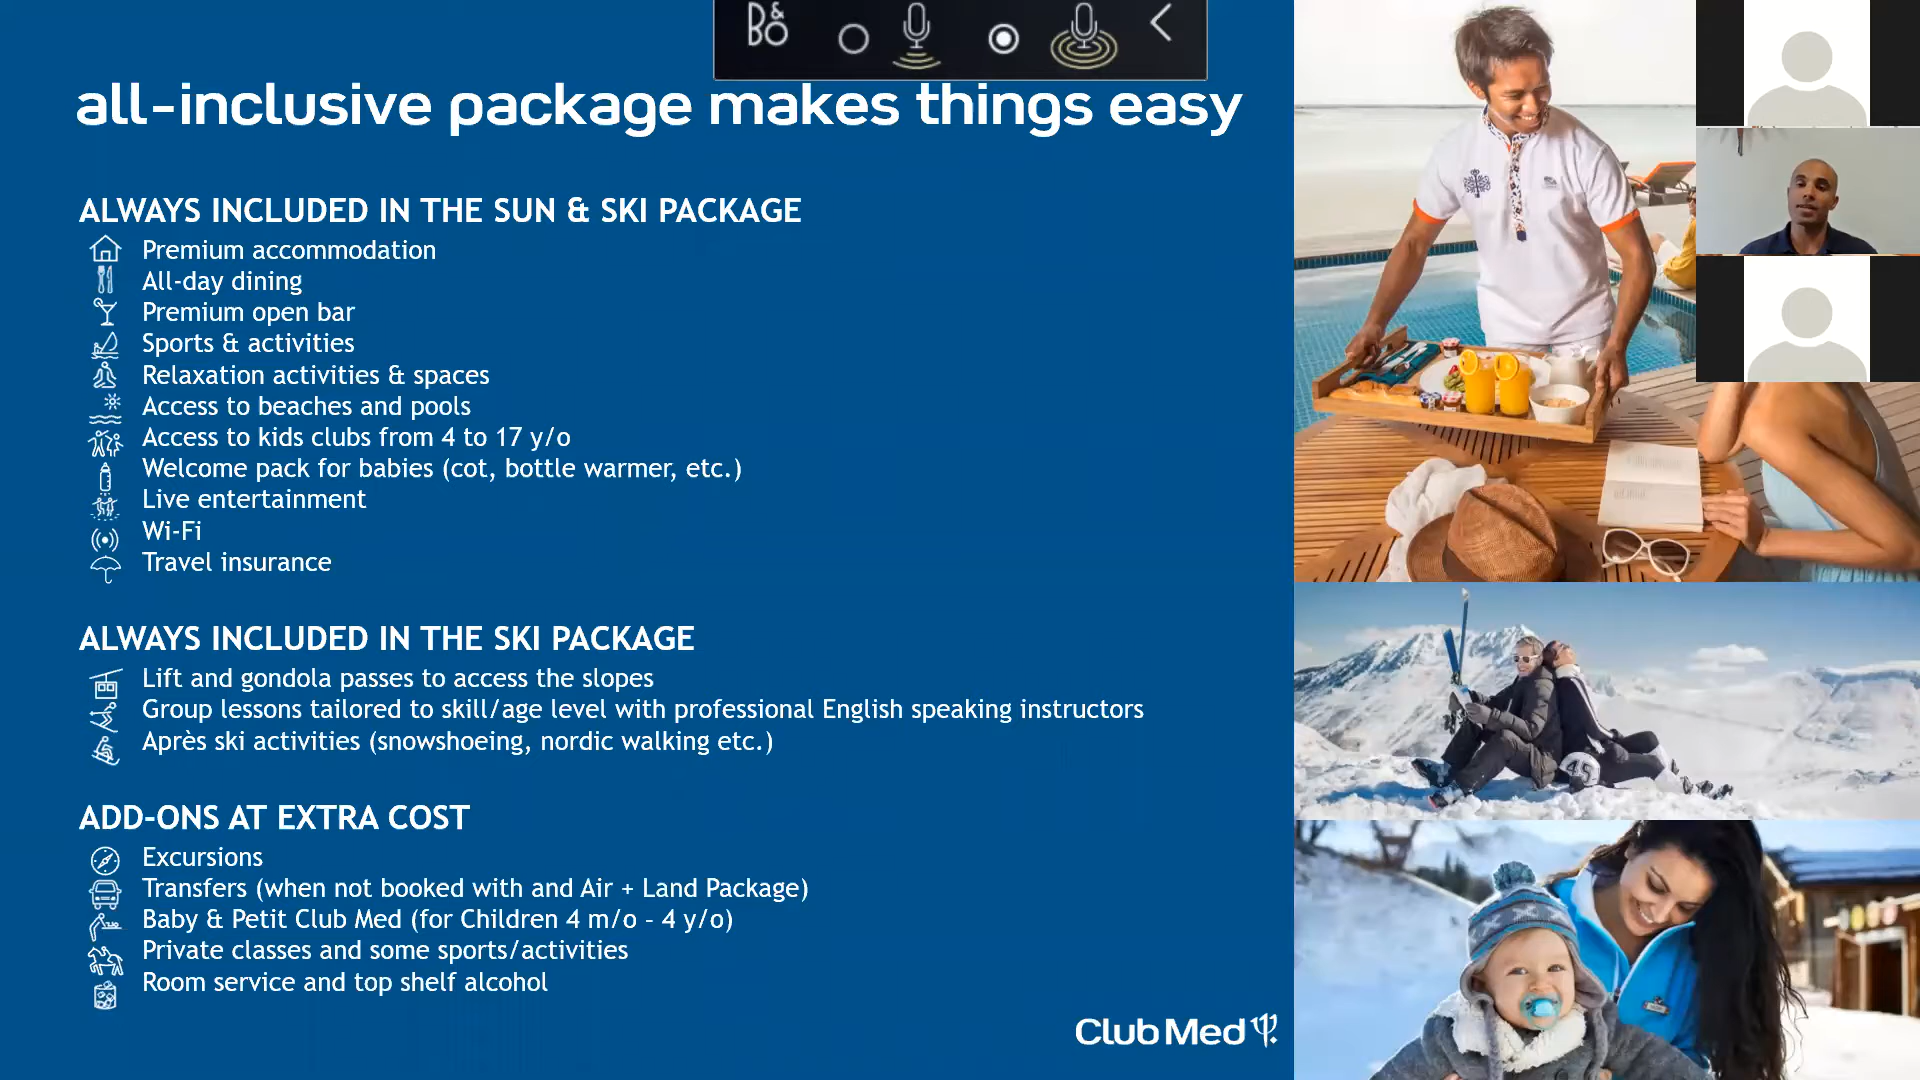 B&O
all-inclusive package makes things easy
ALWAYS INCLUDED IN THE SUN & SKI PACKAGE
Premium accommodation
All-day dining
Premium open bar
Sports & activities
Relaxation activities & spaces
Access to beaches and pools
Access to kids clubs from 4 to 17 y/o
Welcome pack for babies (cot, bottle warmer, etc.)
Live entertainment
Wi-Fi
Travel insurance
ALWAYS INCLUDED IN THE SKI PACKAGE
Lift and gondola passes to access the slopes
Group lessons tailored to skill/age level with professional English speaking instructors
Après ski activities (snowshoeing, nordic walking etc.)
ADD-ONS AT EXTRA COST
Excursions
Transfers (when not booked with and Air + Land Package)
Baby & Petit Club Med (for Children 4 m/o - 4 y/o)
Private classes and some sports/activities
Room service and top shelf alcohol
Club Med
45